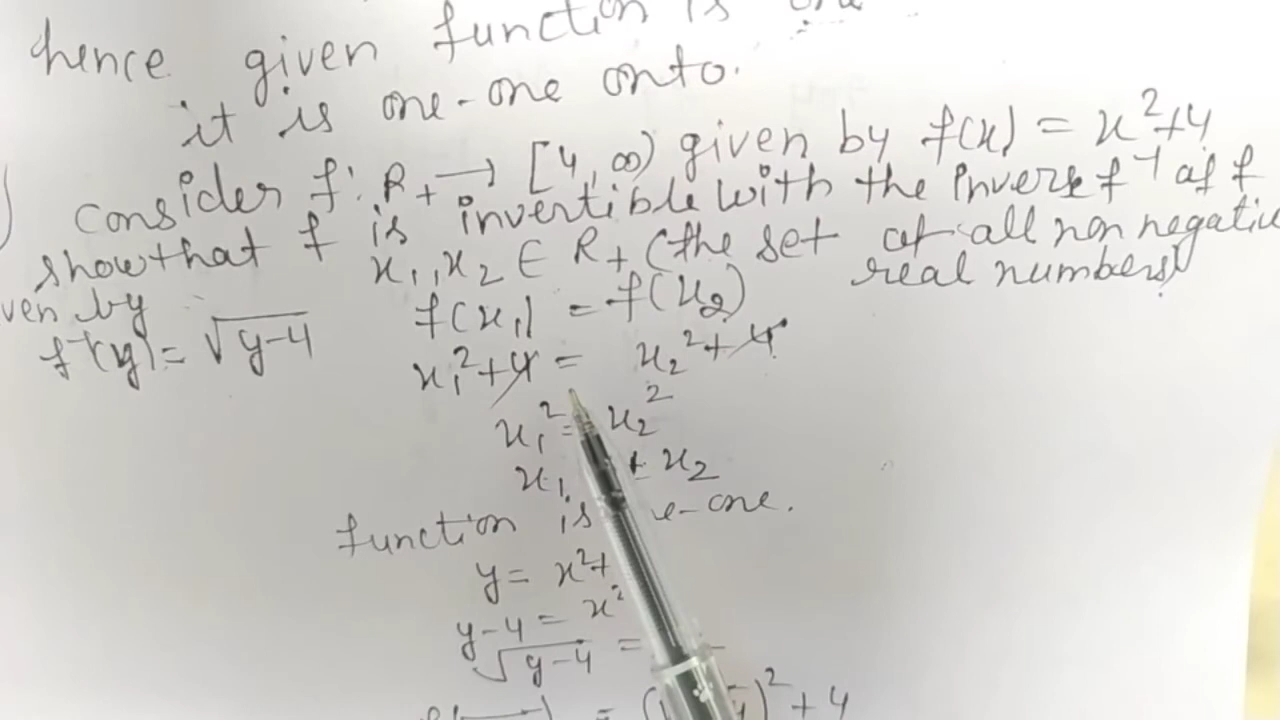 hence given function is one
it is one-one onto.
Consider f: R+ → [4, ∞) given by f(x) = x²+4
show that f is invertible with the inverse f⁻¹ of f
given by
x₁, x₂ ∈ R+ (the set of all non negative
real numbers)
f⁻¹(y) = √y-4
f(x₁) = f(x₂)
x₁²+4 = x₂²+4
x₁² = x₂²
x₁ x₂
function is e-one.
y = x²+
y-4 = x²
√y-4 =
)² + 4